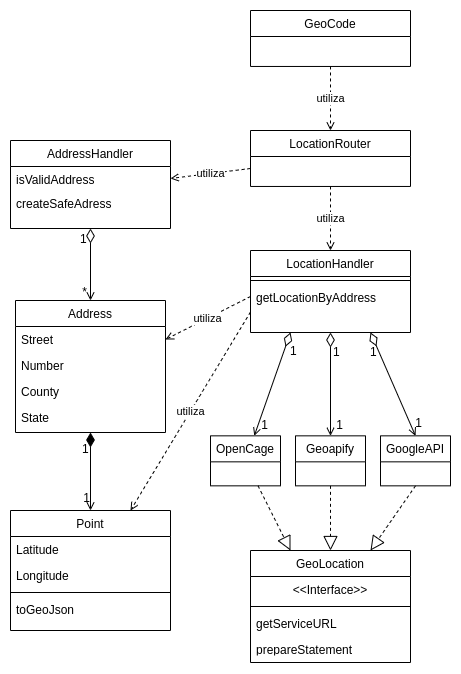 GeoCode
utiliza
AddressHandler
isValidAddress
createSafeAdress
LocationRouter
utiliza
utiliza
LocationHandler
getLocationByAddress
1
*
Address
Street
Number
County
State
utiliza
utiliza
1
1
1
1
1
1
OpenCage
Geoapify
GoogleAPI
1
1
Point
Latitude
Longitude
toGeoJson
GeoLocation
<<Interface>>
getServiceURL
prepareStatement